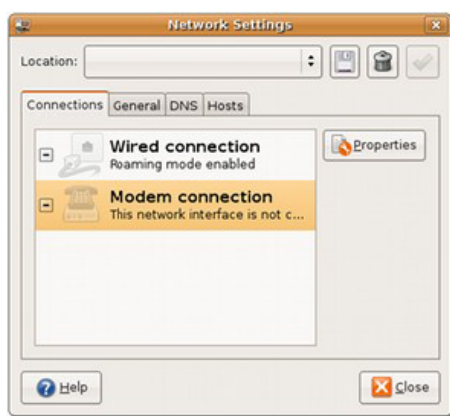 Network Settings
Location:
Connections General DNS Hosts
Wired connection
Roaming mode enabled
Properties
Modem connection
This network interface is not c...
Help
Close